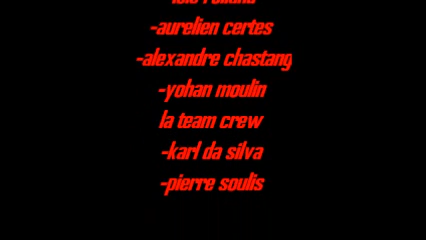 -aurelien certes
-alexandre chastang
-yohan moulin
la team crew
-karl da silva
-pierre soulis